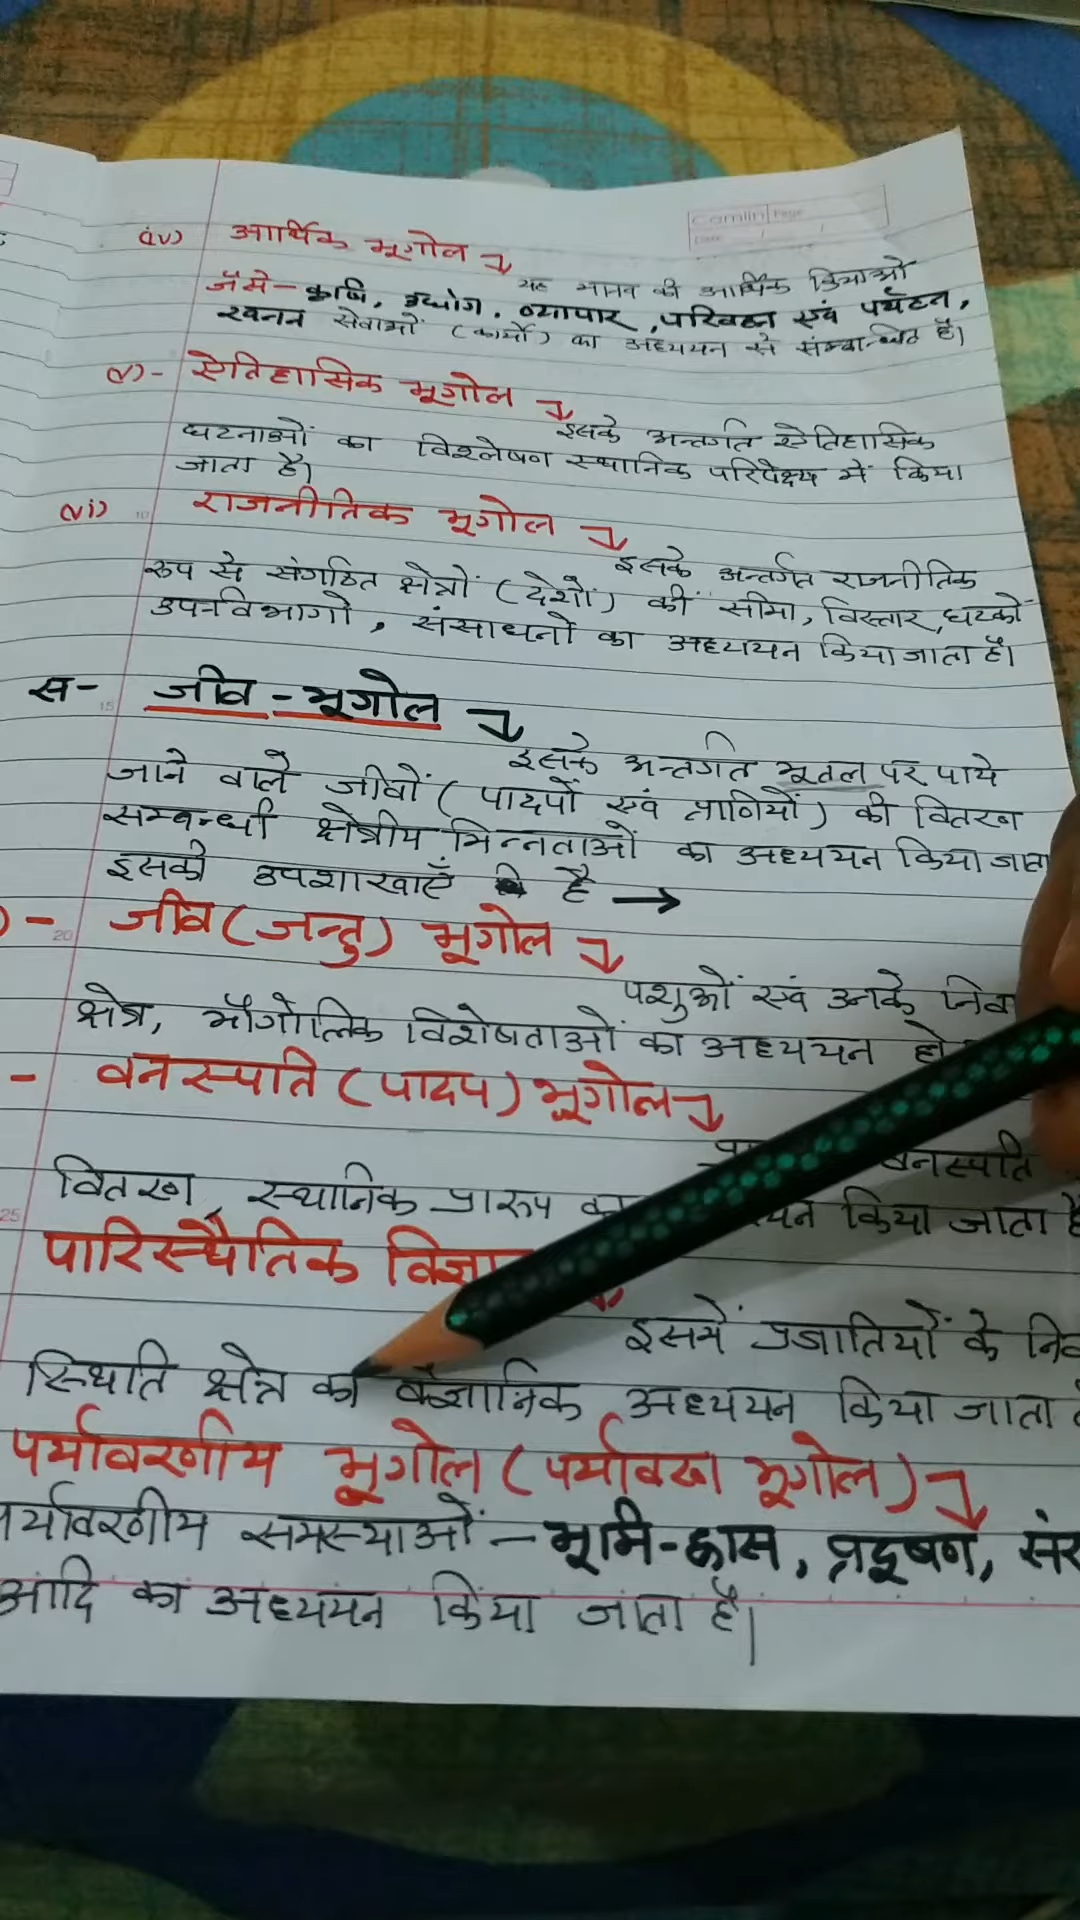 Camlin Page
Date
(iv) आर्थिक भूगोल
यह मानव की आर्थिक क्रियाओं
जैसे - कृषि, उद्योग, व्यापार, परिवहन एवं पर्यटन,
खनन सेवाओं (कार्यों) का अध्ययन से सम्बन्धित है।
(v) - ऐतिहासिक भूगोल
इसके अन्तर्गत ऐतिहासिक
घटनाओं का विश्लेषण स्थानिक परिपेक्ष्य में किया
जाता है।
(vi) राजनीतिक भूगोल
इसके अन्तर्गत राजनीतिक
रूप से संगठित क्षेत्रों (देशों) की सीमा, विस्तार, घटकों
उपविभागों, संसाधनों का अध्ययन किया जाता है।
स- जीव - भूगोल
इसके अन्तर्गत भूतल पर पाये
जाने वाले जीवों (पादपों एवं प्राणियों) की वितरण
सम्बन्धी क्षेत्रीय भिन्नताओं का अध्ययन किया जाता
इसकी उपशाखाएँ है →
- जीव (जन्तु) भूगोल
पशुओं एवं उनके
क्षेत्र, भौगोलिक विशेषताओं का अध्ययन
- वनस्पति (पादप) भूगोल
वनस्पति
वितरण, स्थानिक प्रारूप किया जाता
पारिस्थैतिक
इसमें प्रजातियों के
स्थिति क्षेत्र का वैज्ञानिक अध्ययन किया जाता
पर्यावरणीय भूगोल (पर्यावरण भूगोल)
पर्यावरणीय समस्याओं - भूमि-ह्रास, प्रदूषण,
आदि का अध्ययन किया जाता है।